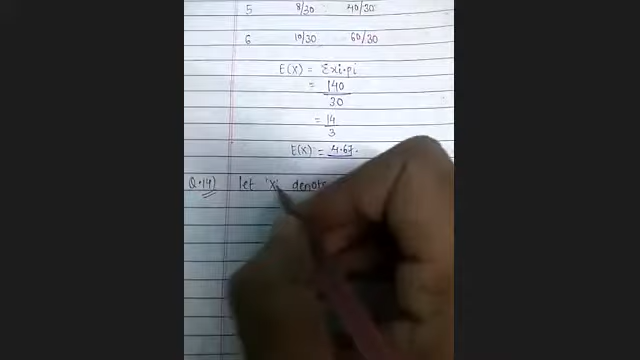 5 8/30 40/30
6 10/30 60/30
E(X) = Σxi·pi
= 140
30
= 14
3
E(X) = 4.67.
Q.14) let 'X' denote